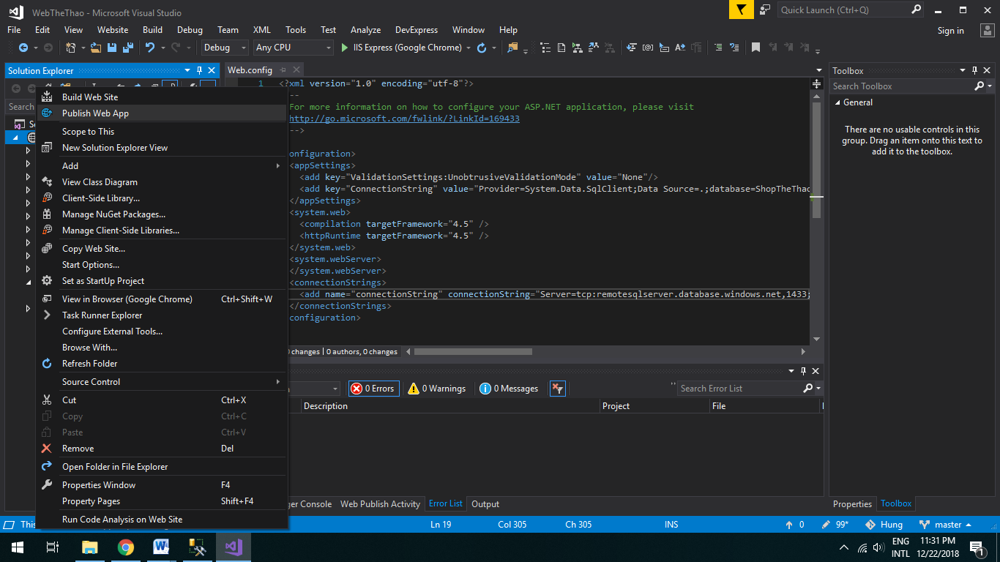 WebTheThao - Microsoft Visual Studio
Quick Launch (Ctrl+Q)
File Edit View Website Build Debug Team XML Tools Test Analyze DevExpress Window Help
Sign in
Debug Any CPU IIS Express (Google Chrome)
Solution Explorer
Search
Build Web Site
Publish Web App
Scope to This
New Solution Explorer View
Add
View Class Diagram
Client-Side Library...
Manage NuGet Packages...
Manage Client-Side Libraries...
Copy Web Site...
Start Options...
Set as StartUp Project
View in Browser (Google Chrome) Ctrl+Shift+W
Task Runner Explorer
Configure External Tools...
Browse With...
Refresh Folder
Source Control
Cut Ctrl+X
Copy Ctrl+C
Paste Ctrl+V
Remove Del
Open Folder in File Explorer
Properties Window F4
Property Pages Shift+F4
Run Code Analysis on Web Site
Web.config
1 <?xml version="1.0" encoding="utf-8"?>
--
For more information on how to configure your ASP.NET application, please visit
http://go.microsoft.com/fwlink/?LinkId=169433
-->
onfiguration>
<appSettings>
<add key="ValidationSettings:UnobtrusiveValidationMode" value="None"/>
<add key="ConnectionString" value="Provider=System.Data.SqlClient;Data Source=.;database=ShopTheThao
</appSettings>
<system.web>
<compilation targetFramework="4.5" />
<httpRuntime targetFramework="4.5" />
</system.web>
<system.webServer>
</system.webServer>
<connectionStrings>
<add name="connectionString" connectionString="Server=tcp:remotesqlserver.database.windows.net,1433;
</connectionStrings>
onfiguration>
0 changes | 0 authors, 0 changes
0 Errors 0 Warnings 0 Messages Search Error List
Description Project File
ger Console Web Publish Activity Error List Output
Toolbox
Search Toolbox
General
There are no usable controls in this
group. Drag an item onto this text to
add it to the toolbox.
Properties Toolbox
This Ln 19 Col 305 Ch 305 INS 0 99* Hung master
ENG
INTL
11:31 PM
12/22/2018
1